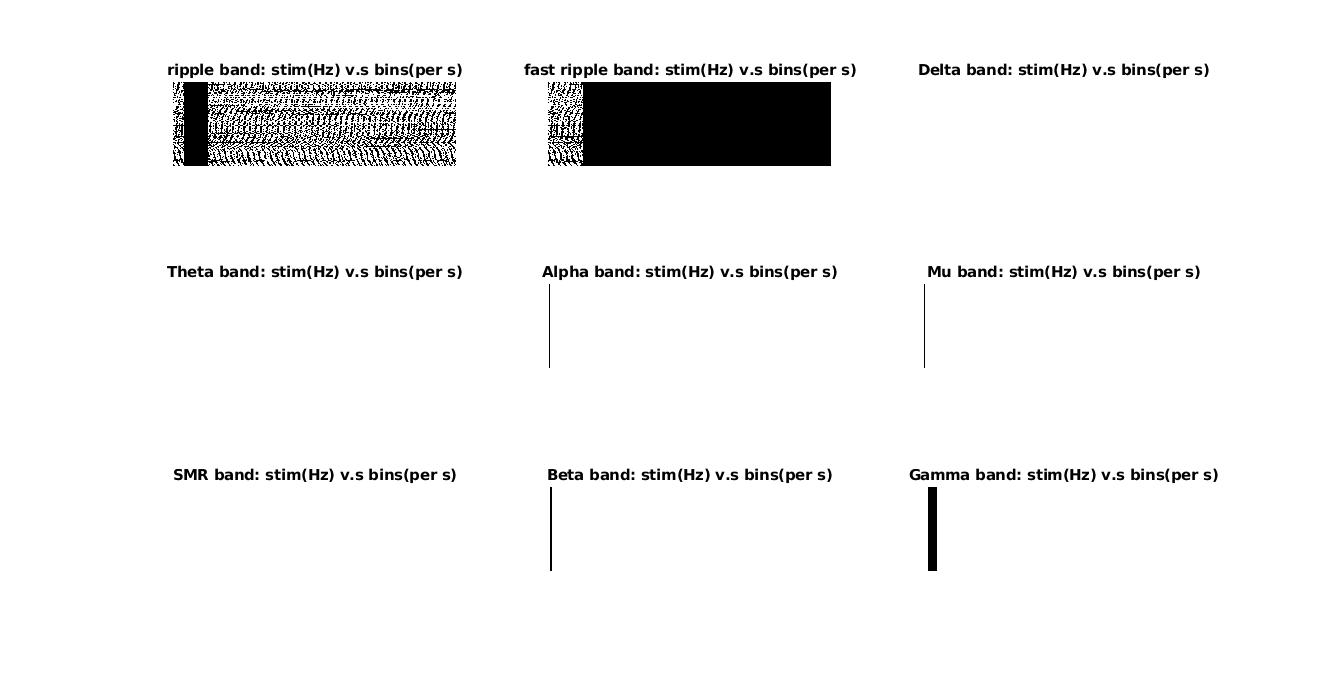 ripple band: stim(Hz) v.s bins(per s)
fast ripple band: stim(Hz) v.s bins(per s)
Delta band: stim(Hz) v.s bins(per s)
Theta band: stim(Hz) v.s bins(per s)
Alpha band: stim(Hz) v.s bins(per s)
Mu band: stim(Hz) v.s bins(per s)
SMR band: stim(Hz) v.s bins(per s)
Beta band: stim(Hz) v.s bins(per s)
Gamma band: stim(Hz) v.s bins(per s)